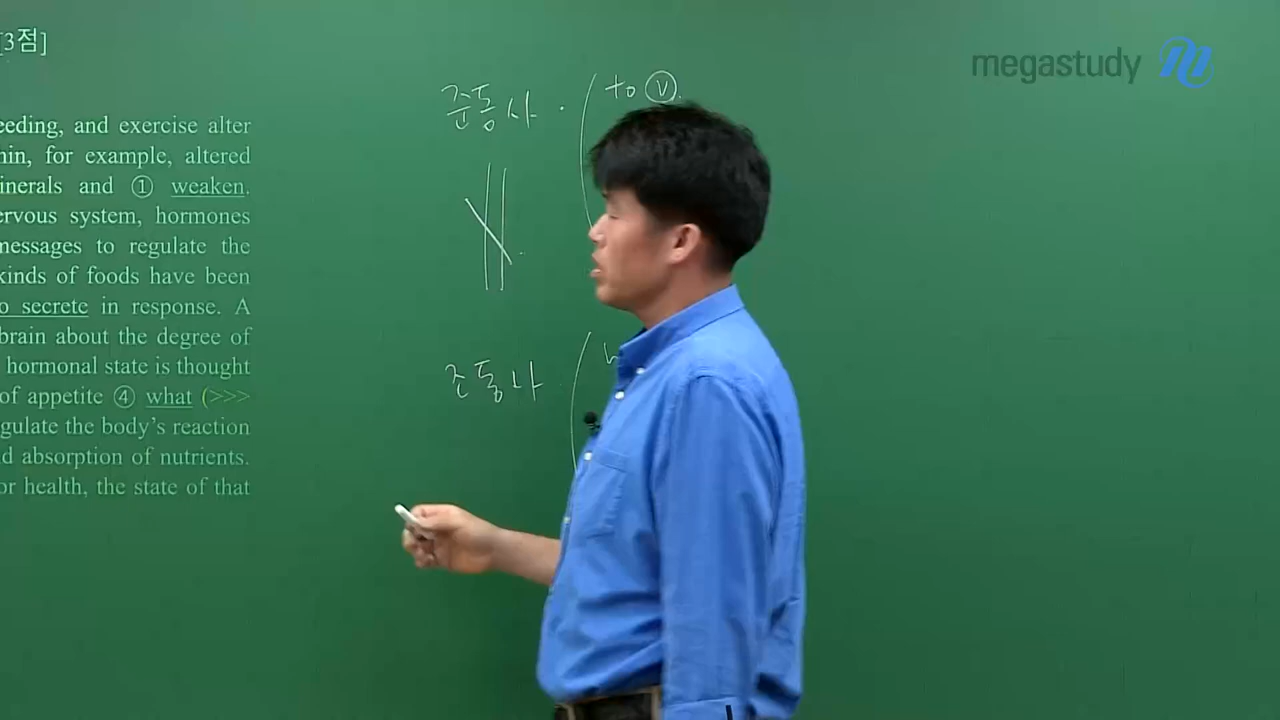 [3점]
megastudy
eeding, and exercise alter
nin, for example, altered
inerals and ① weaken.
ervous system, hormones
messages to regulate the
kinds of foods have been
o secrete in response. A
brain about the degree of
hormonal state is thought
of appetite ④ what (>>>
gulate the body's reaction
d absorption of nutrients.
or health, the state of that
준동사 · to ⓥ.
조동사